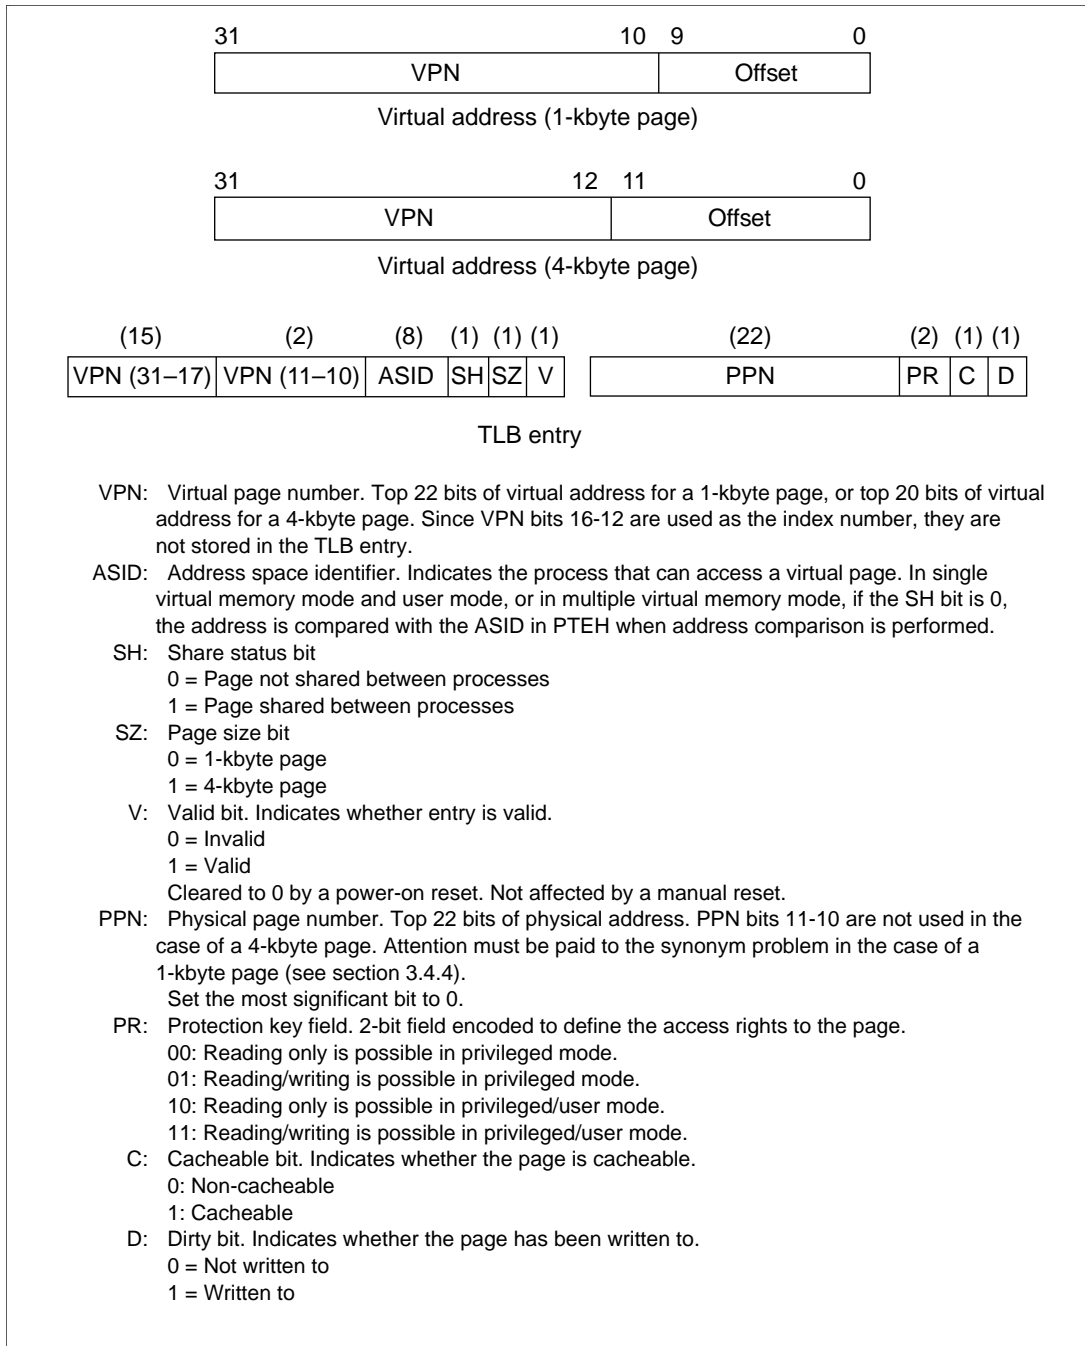 31 10 9 0
VPN Offset
Virtual address (1-kbyte page)
31 12 11 0
VPN Offset
Virtual address (4-kbyte page)
(15) (2) (8) (1) (1) (1) (22) (2) (1) (1)
VPN (31–17) VPN (11–10) ASID SH SZ V PPN PR C D
TLB entry
VPN: Virtual page number. Top 22 bits of virtual address for a 1-kbyte page, or top 20 bits of virtual
address for a 4-kbyte page. Since VPN bits 16-12 are used as the index number, they are
not stored in the TLB entry.
ASID: Address space identifier. Indicates the process that can access a virtual page. In single
virtual memory mode and user mode, or in multiple virtual memory mode, if the SH bit is 0,
the address is compared with the ASID in PTEH when address comparison is performed.
SH: Share status bit
0 = Page not shared between processes
1 = Page shared between processes
SZ: Page size bit
0 = 1-kbyte page
1 = 4-kbyte page
V: Valid bit. Indicates whether entry is valid.
0 = Invalid
1 = Valid
Cleared to 0 by a power-on reset. Not affected by a manual reset.
PPN: Physical page number. Top 22 bits of physical address. PPN bits 11-10 are not used in the
case of a 4-kbyte page. Attention must be paid to the synonym problem in the case of a
1-kbyte page (see section 3.4.4).
Set the most significant bit to 0.
PR: Protection key field. 2-bit field encoded to define the access rights to the page.
00: Reading only is possible in privileged mode.
01: Reading/writing is possible in privileged mode.
10: Reading only is possible in privileged/user mode.
11: Reading/writing is possible in privileged/user mode.
C: Cacheable bit. Indicates whether the page is cacheable.
0: Non-cacheable
1: Cacheable
D: Dirty bit. Indicates whether the page has been written to.
0 = Not written to
1 = Written to